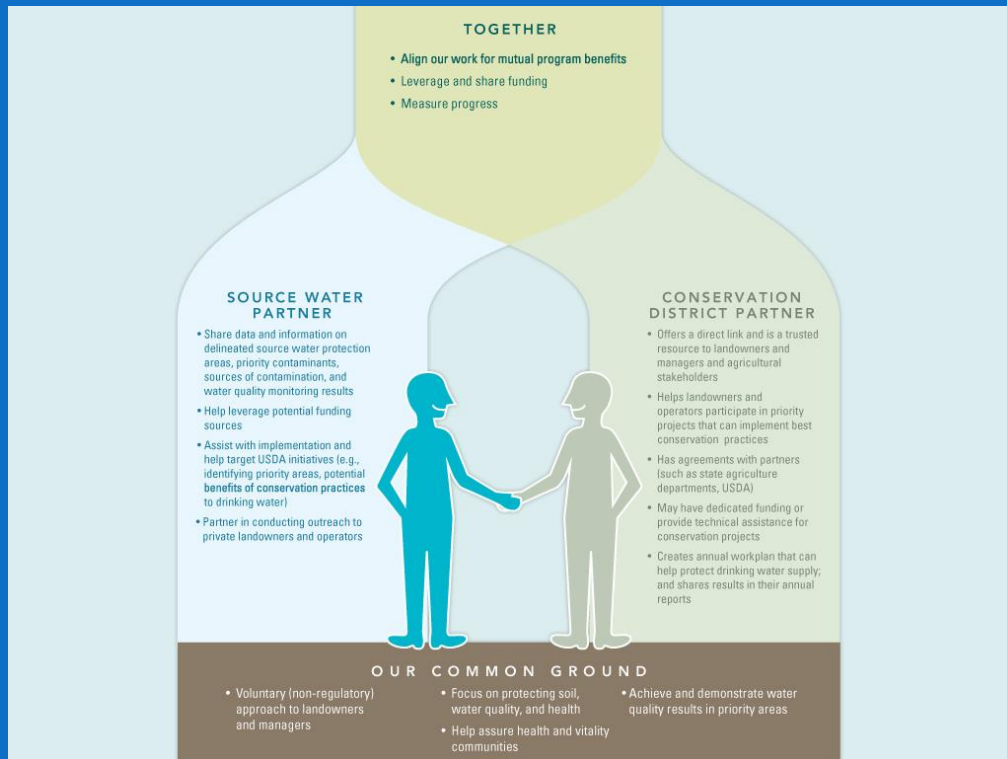 TOGETHER
• Align our work for mutual program benefits
• Leverage and share funding
• Measure progress
SOURCE WATER
PARTNER
• Share data and information on
delineated source water protection
areas, priority contaminants,
sources of contamination, and
water quality monitoring results
• Help leverage potential funding
sources
• Assist with implementation and
help target USDA initiatives (e.g.,
identifying priority areas, potential
benefits of conservation practices
to drinking water)
• Partner in conducting outreach to
private landowners and operators
CONSERVATION
DISTRICT PARTNER
• Offers a direct link and is a trusted
resource to landowners and
managers and agricultural
stakeholders
• Helps landowners and
operators participate in priority
projects that can implement best
conservation practices
• Has agreements with partners
(such as state agriculture
departments, USDA)
• May have dedicated funding or
provide technical assistance for
conservation projects
• Creates annual workplan that can
help protect drinking water supply;
and shares results in their annual
reports
OUR COMMON GROUND
• Voluntary (non-regulatory)
approach to landowners
and managers
• Focus on protecting soil,
water quality, and health
• Help assure health and vitality
communities
• Achieve and demonstrate water
quality results in priority areas